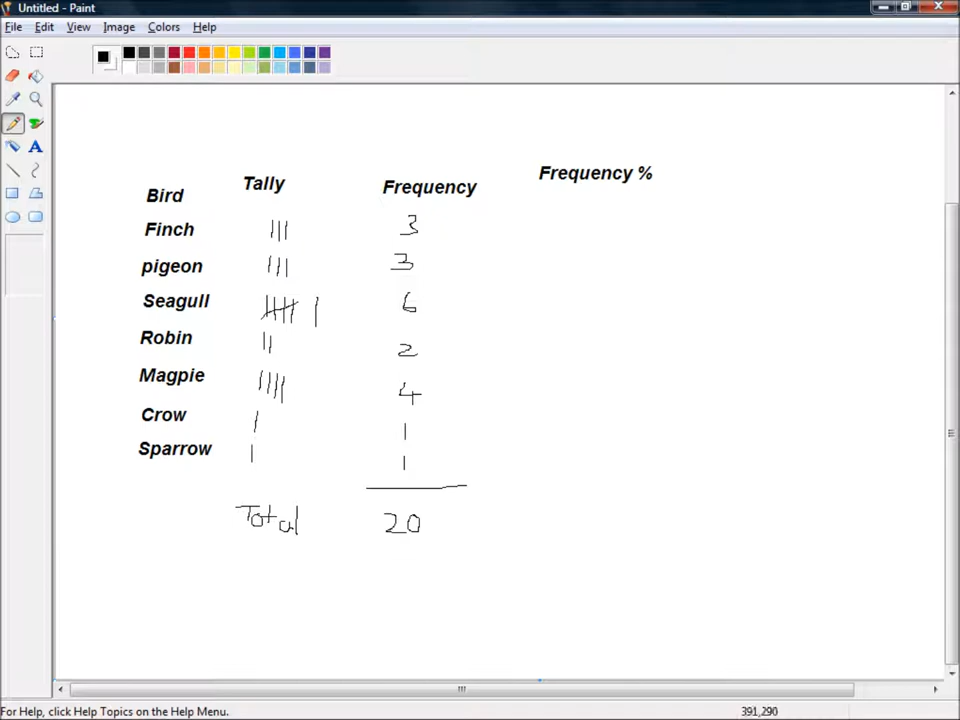 Untitled - Paint
File Edit View Image Colors Help
Bird Tally Frequency Frequency %
Finch 3
pigeon 3
Seagull 6
Robin 2
Magpie 4
Crow 1
Sparrow 1
Total 20
For Help, click Help Topics on the Help Menu. 391,290